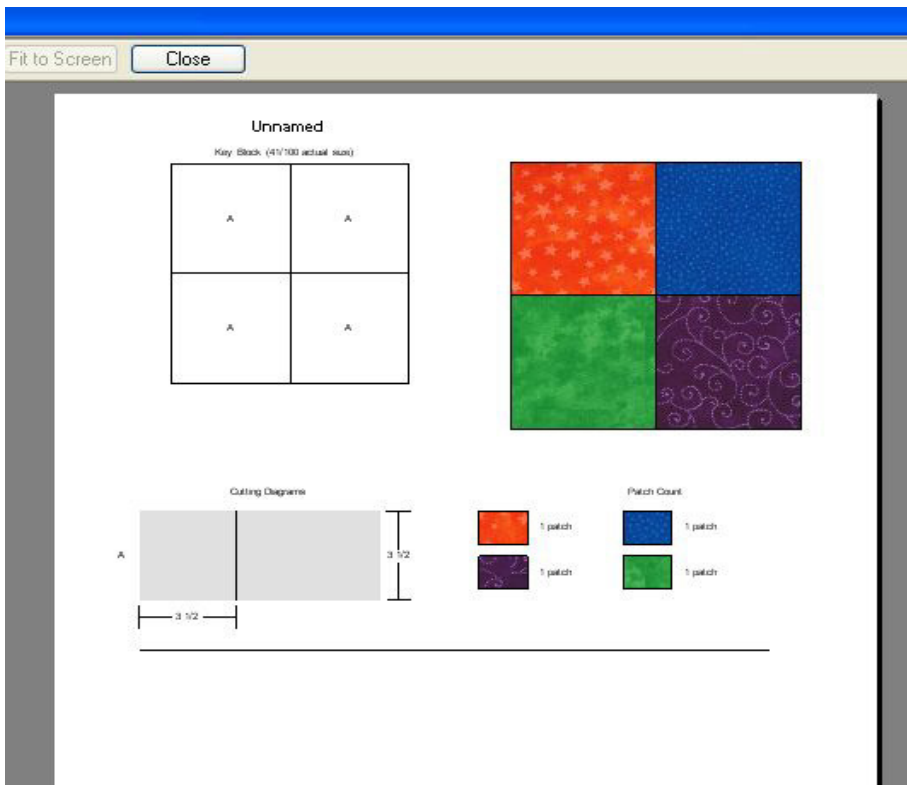 Fit to Screen Close
Unnamed
Key Block (41/100 actual size)
A A
A A
Cutting Diagrams
A
3 1/2
3 1/2
Patch Count
1 patch 1 patch
1 patch 1 patch